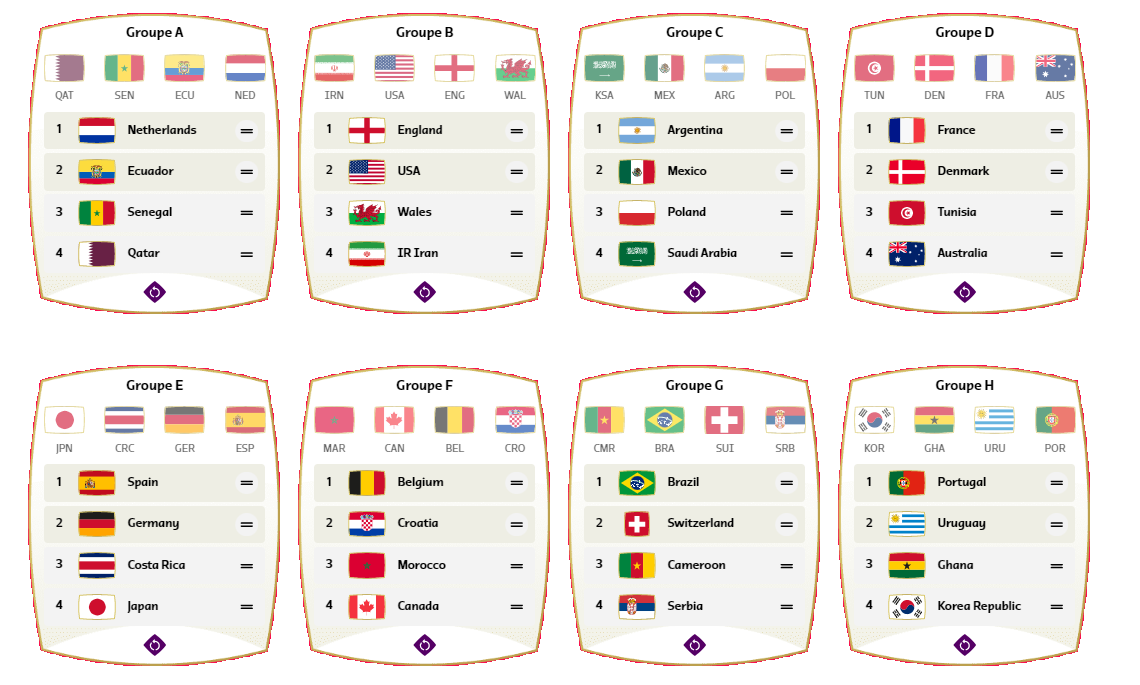 Groupe A
QAT SEN ECU NED
1 Netherlands
2 Ecuador
3 Senegal
4 Qatar
Groupe B
IRN USA ENG WAL
1 England
2 USA
3 Wales
4 IR Iran
Groupe C
KSA MEX ARG POL
1 Argentina
2 Mexico
3 Poland
4 Saudi Arabia
Groupe D
TUN DEN FRA AUS
1 France
2 Denmark
3 Tunisia
4 Australia
Groupe E
JPN CRC GER ESP
1 Spain
2 Germany
3 Costa Rica
4 Japan
Groupe F
MAR CAN BEL CRO
1 Belgium
2 Croatia
3 Morocco
4 Canada
Groupe G
CMR BRA SUI SRB
1 Brazil
2 Switzerland
3 Cameroon
4 Serbia
Groupe H
KOR GHA URU POR
1 Portugal
2 Uruguay
3 Ghana
4 Korea Republic